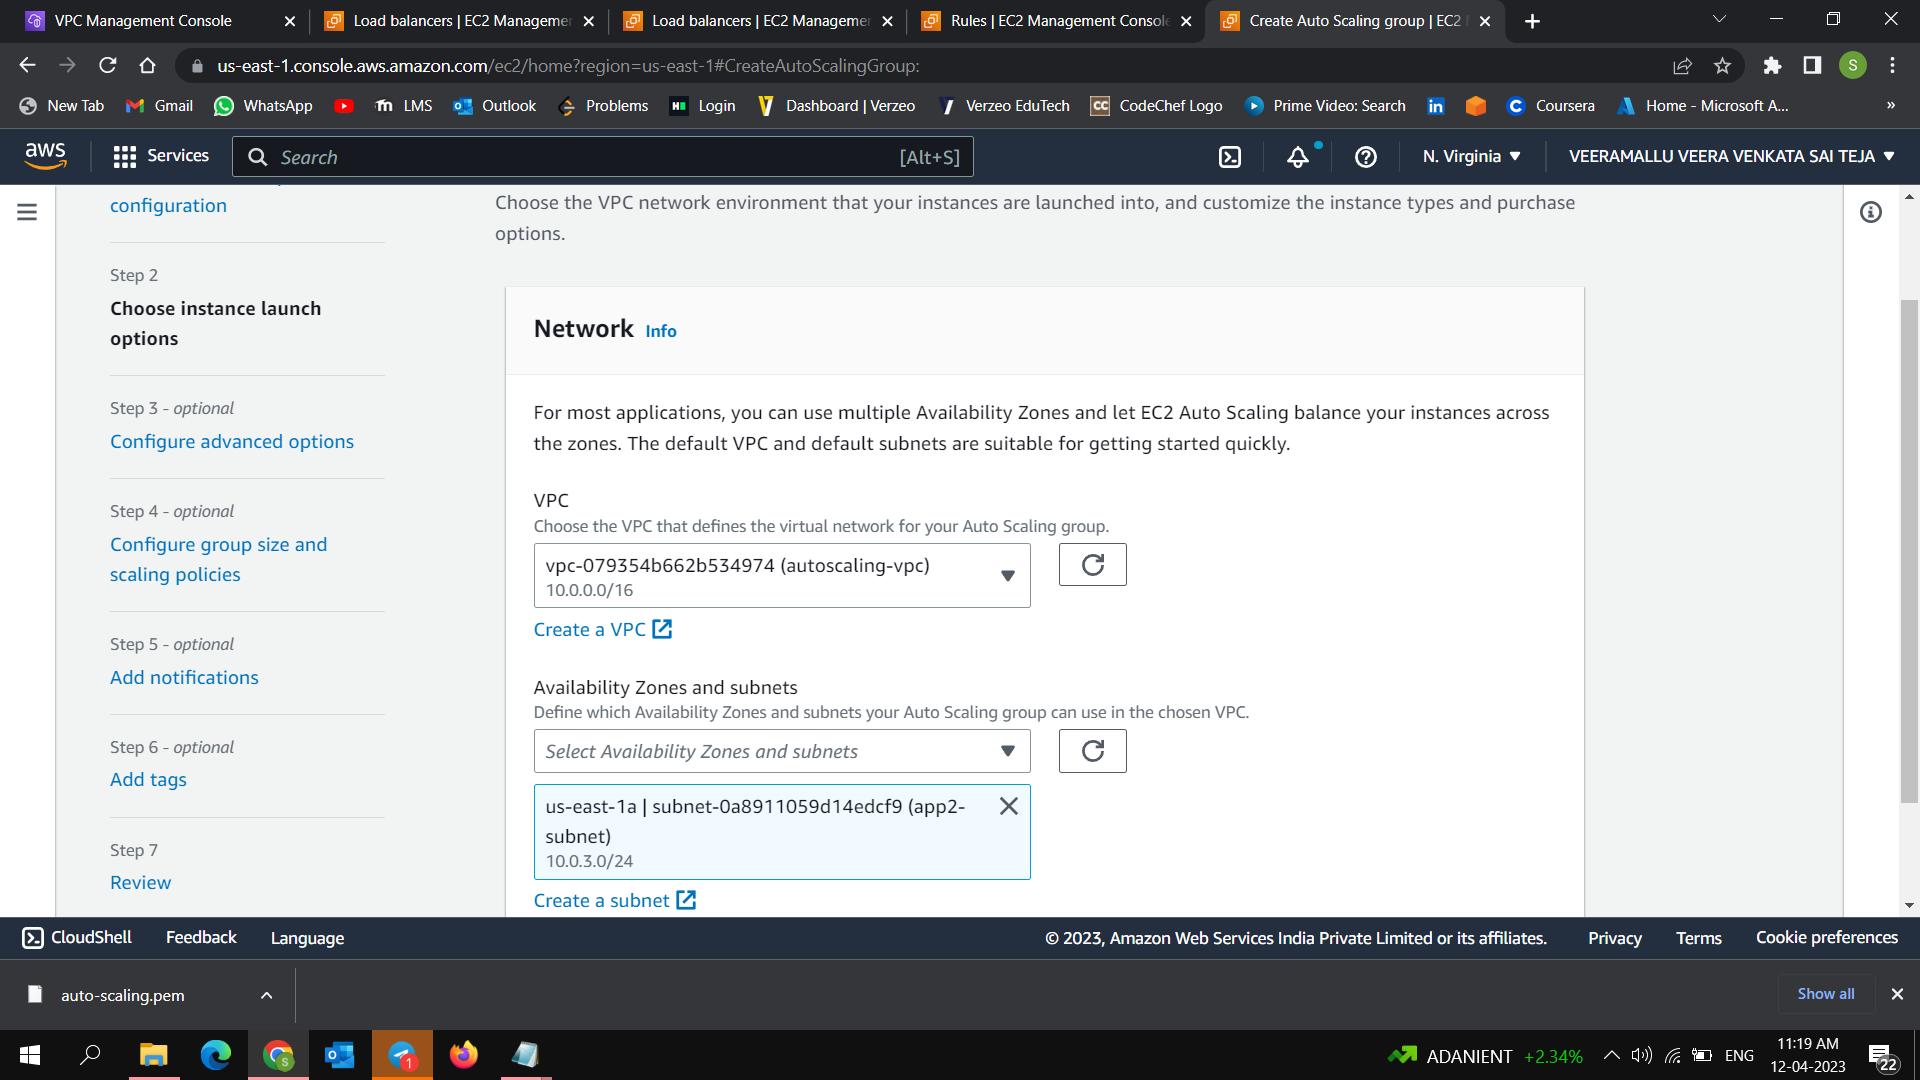 VPC Management Console
Load balancers | EC2 Managemer
Load balancers | EC2 Managemer
Rules | EC2 Management Console
Create Auto Scaling group | EC2
us-east-1.console.aws.amazon.com/ec2/home?region=us-east-1#CreateAutoScalingGroup:
S
New Tab
Gmail
WhatsApp
LMS
Outlook
Problems
Login
Dashboard | Verzeo
Verzeo EduTech
CodeChef Logo
Prime Video: Search
Coursera
Home - Microsoft A...
»
aws
Services
Search
[Alt+S]
N. Virginia
VEERAMALLU VEERA VENKATA SAI TEJA
configuration
Step 2
Choose instance launch
options
Step 3 - optional
Configure advanced options
Step 4 - optional
Configure group size and
scaling policies
Step 5 - optional
Add notifications
Step 6 - optional
Add tags
Step 7
Review
Choose the VPC network environment that your instances are launched into, and customize the instance types and purchase
options.
Network Info
For most applications, you can use multiple Availability Zones and let EC2 Auto Scaling balance your instances across
the zones. The default VPC and default subnets are suitable for getting started quickly.
VPC
Choose the VPC that defines the virtual network for your Auto Scaling group.
vpc-079354b662b534974 (autoscaling-vpc)
10.0.0.0/16
Create a VPC
Availability Zones and subnets
Define which Availability Zones and subnets your Auto Scaling group can use in the chosen VPC.
Select Availability Zones and subnets
us-east-1a | subnet-0a8911059d14edcf9 (app2-
subnet)
10.0.3.0/24
Create a subnet
CloudShell
Feedback
Language
© 2023, Amazon Web Services India Private Limited or its affiliates.
Privacy
Terms
Cookie preferences
auto-scaling.pem
Show all
ADANIENT +2.34%
ENG
11:19 AM
12-04-2023
22